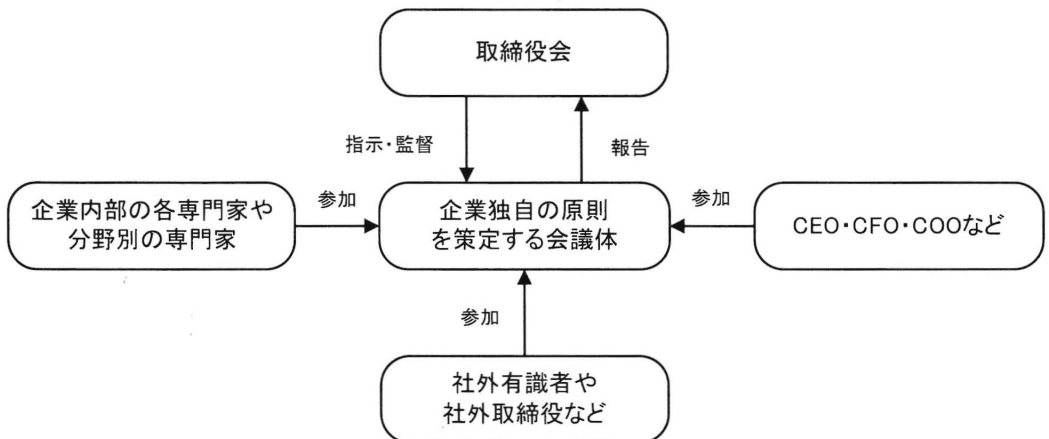 取締役会
指示・監督
報告
企業内部の各専門家や
分野別の専門家
参加
企業独自の原則
を策定する会議体
参加
CEO・CFO・COOなど
参加
社外有識者や
社外取締役など